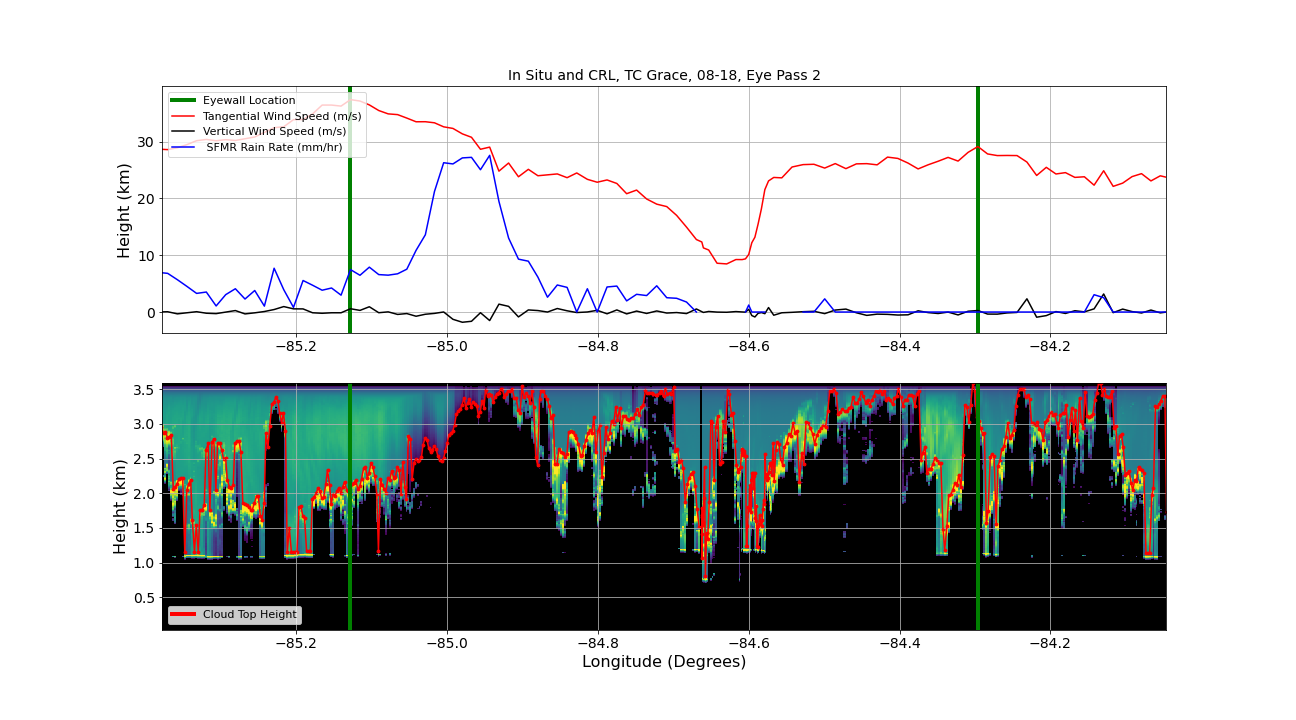 In Situ and CRL, TC Grace, 08-18, Eye Pass 2
Height (km)
30
20
10
0
Eyewall Location
Tangential Wind Speed (m/s)
Vertical Wind Speed (m/s)
SFMR Rain Rate (mm/hr)
−85.2 −85.0 −84.8 −84.6 −84.4 −84.2
Height (km)
3.5
3.0
2.5
2.0
1.5
1.0
0.5
Cloud Top Height
−85.2 −85.0 −84.8 −84.6 −84.4 −84.2
Longitude (Degrees)